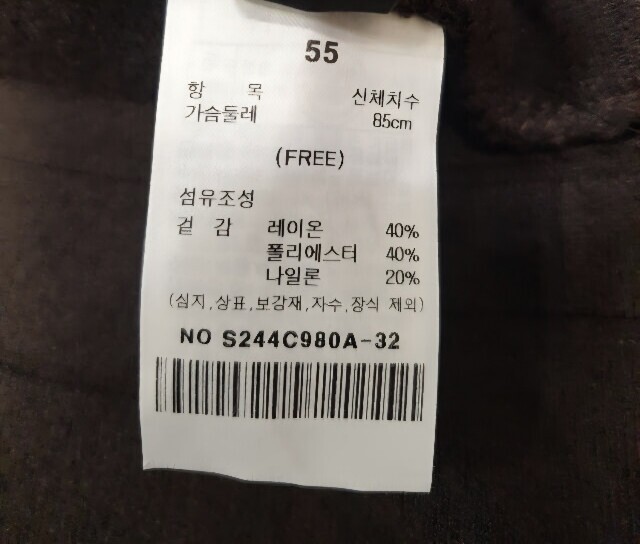 55
항 목 신체치수
가슴둘레 85cm
(FREE)
섬유조성
겉 감 레이온 40%
폴리에스터 40%
나일론 20%
(심지,상표,보강재,자수,장식 제외)
NO S244C980A-32